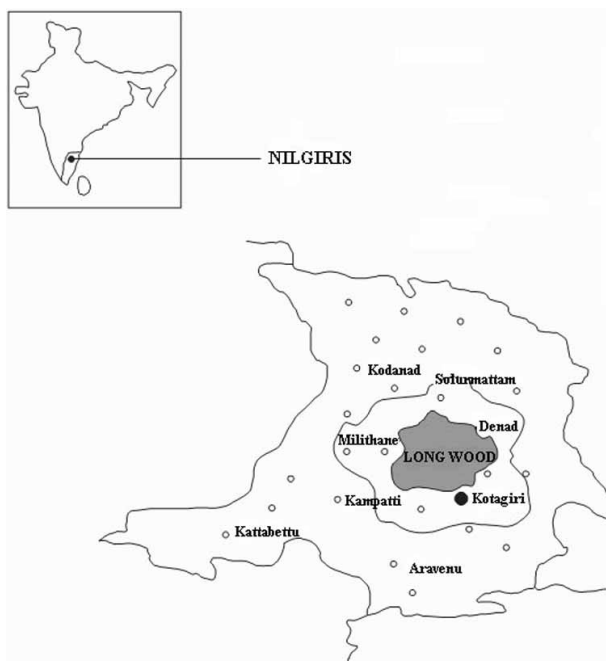 NILGIRIS
Kodanad
Solurmattam
Denad
Milithane
LONG WOOD
Kampatti
Kotagiri
Kattabettu
Aravenu